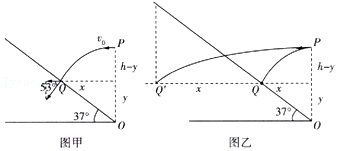 v₀ P
h-y
53° Q x
y
37° O
图甲
P
h-y
Q' x Q x
y
37° O
图乙